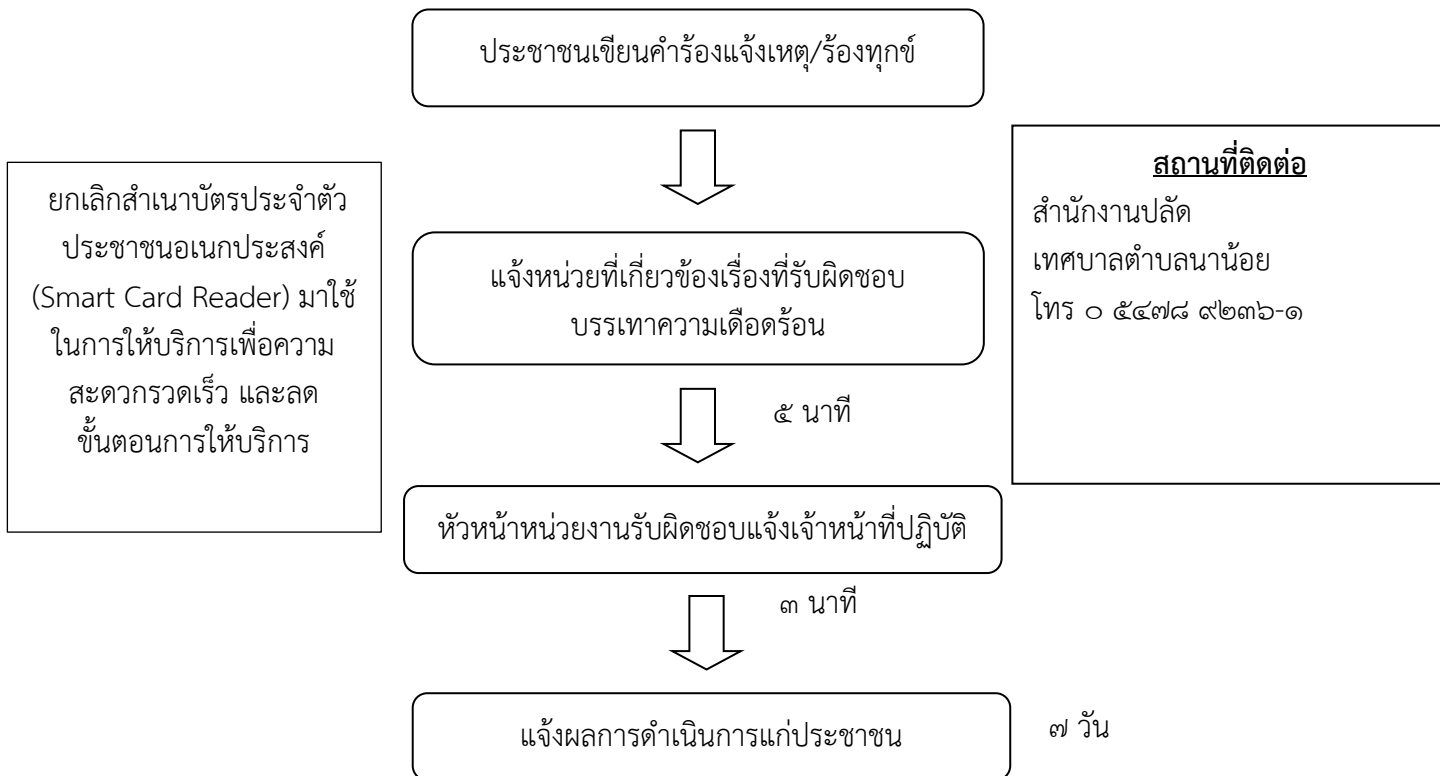 ประชาชนเขียนคำร้องแจ้งเหตุ/ร้องทุกข์
ยกเลิกสำเนาบัตรประจำตัว
ประชาชนอเนกประสงค์
(Smart Card Reader) มาใช้
ในการให้บริการเพื่อความ
สะดวกรวดเร็ว และลด
ขั้นตอนการให้บริการ
สถานที่ติดต่อ
สำนักงานปลัด
เทศบาลตำบลนาน้อย
โทร ๐ ๕๔๗๘ ๙๒๓๖-๑
แจ้งหน่วยที่เกี่ยวข้องเรื่องที่รับผิดชอบ
บรรเทาความเดือดร้อน
๕ นาที
หัวหน้าหน่วยงานรับผิดชอบแจ้งเจ้าหน้าที่ปฏิบัติ
๓ นาที
แจ้งผลการดำเนินการแก่ประชาชน
๗ วัน